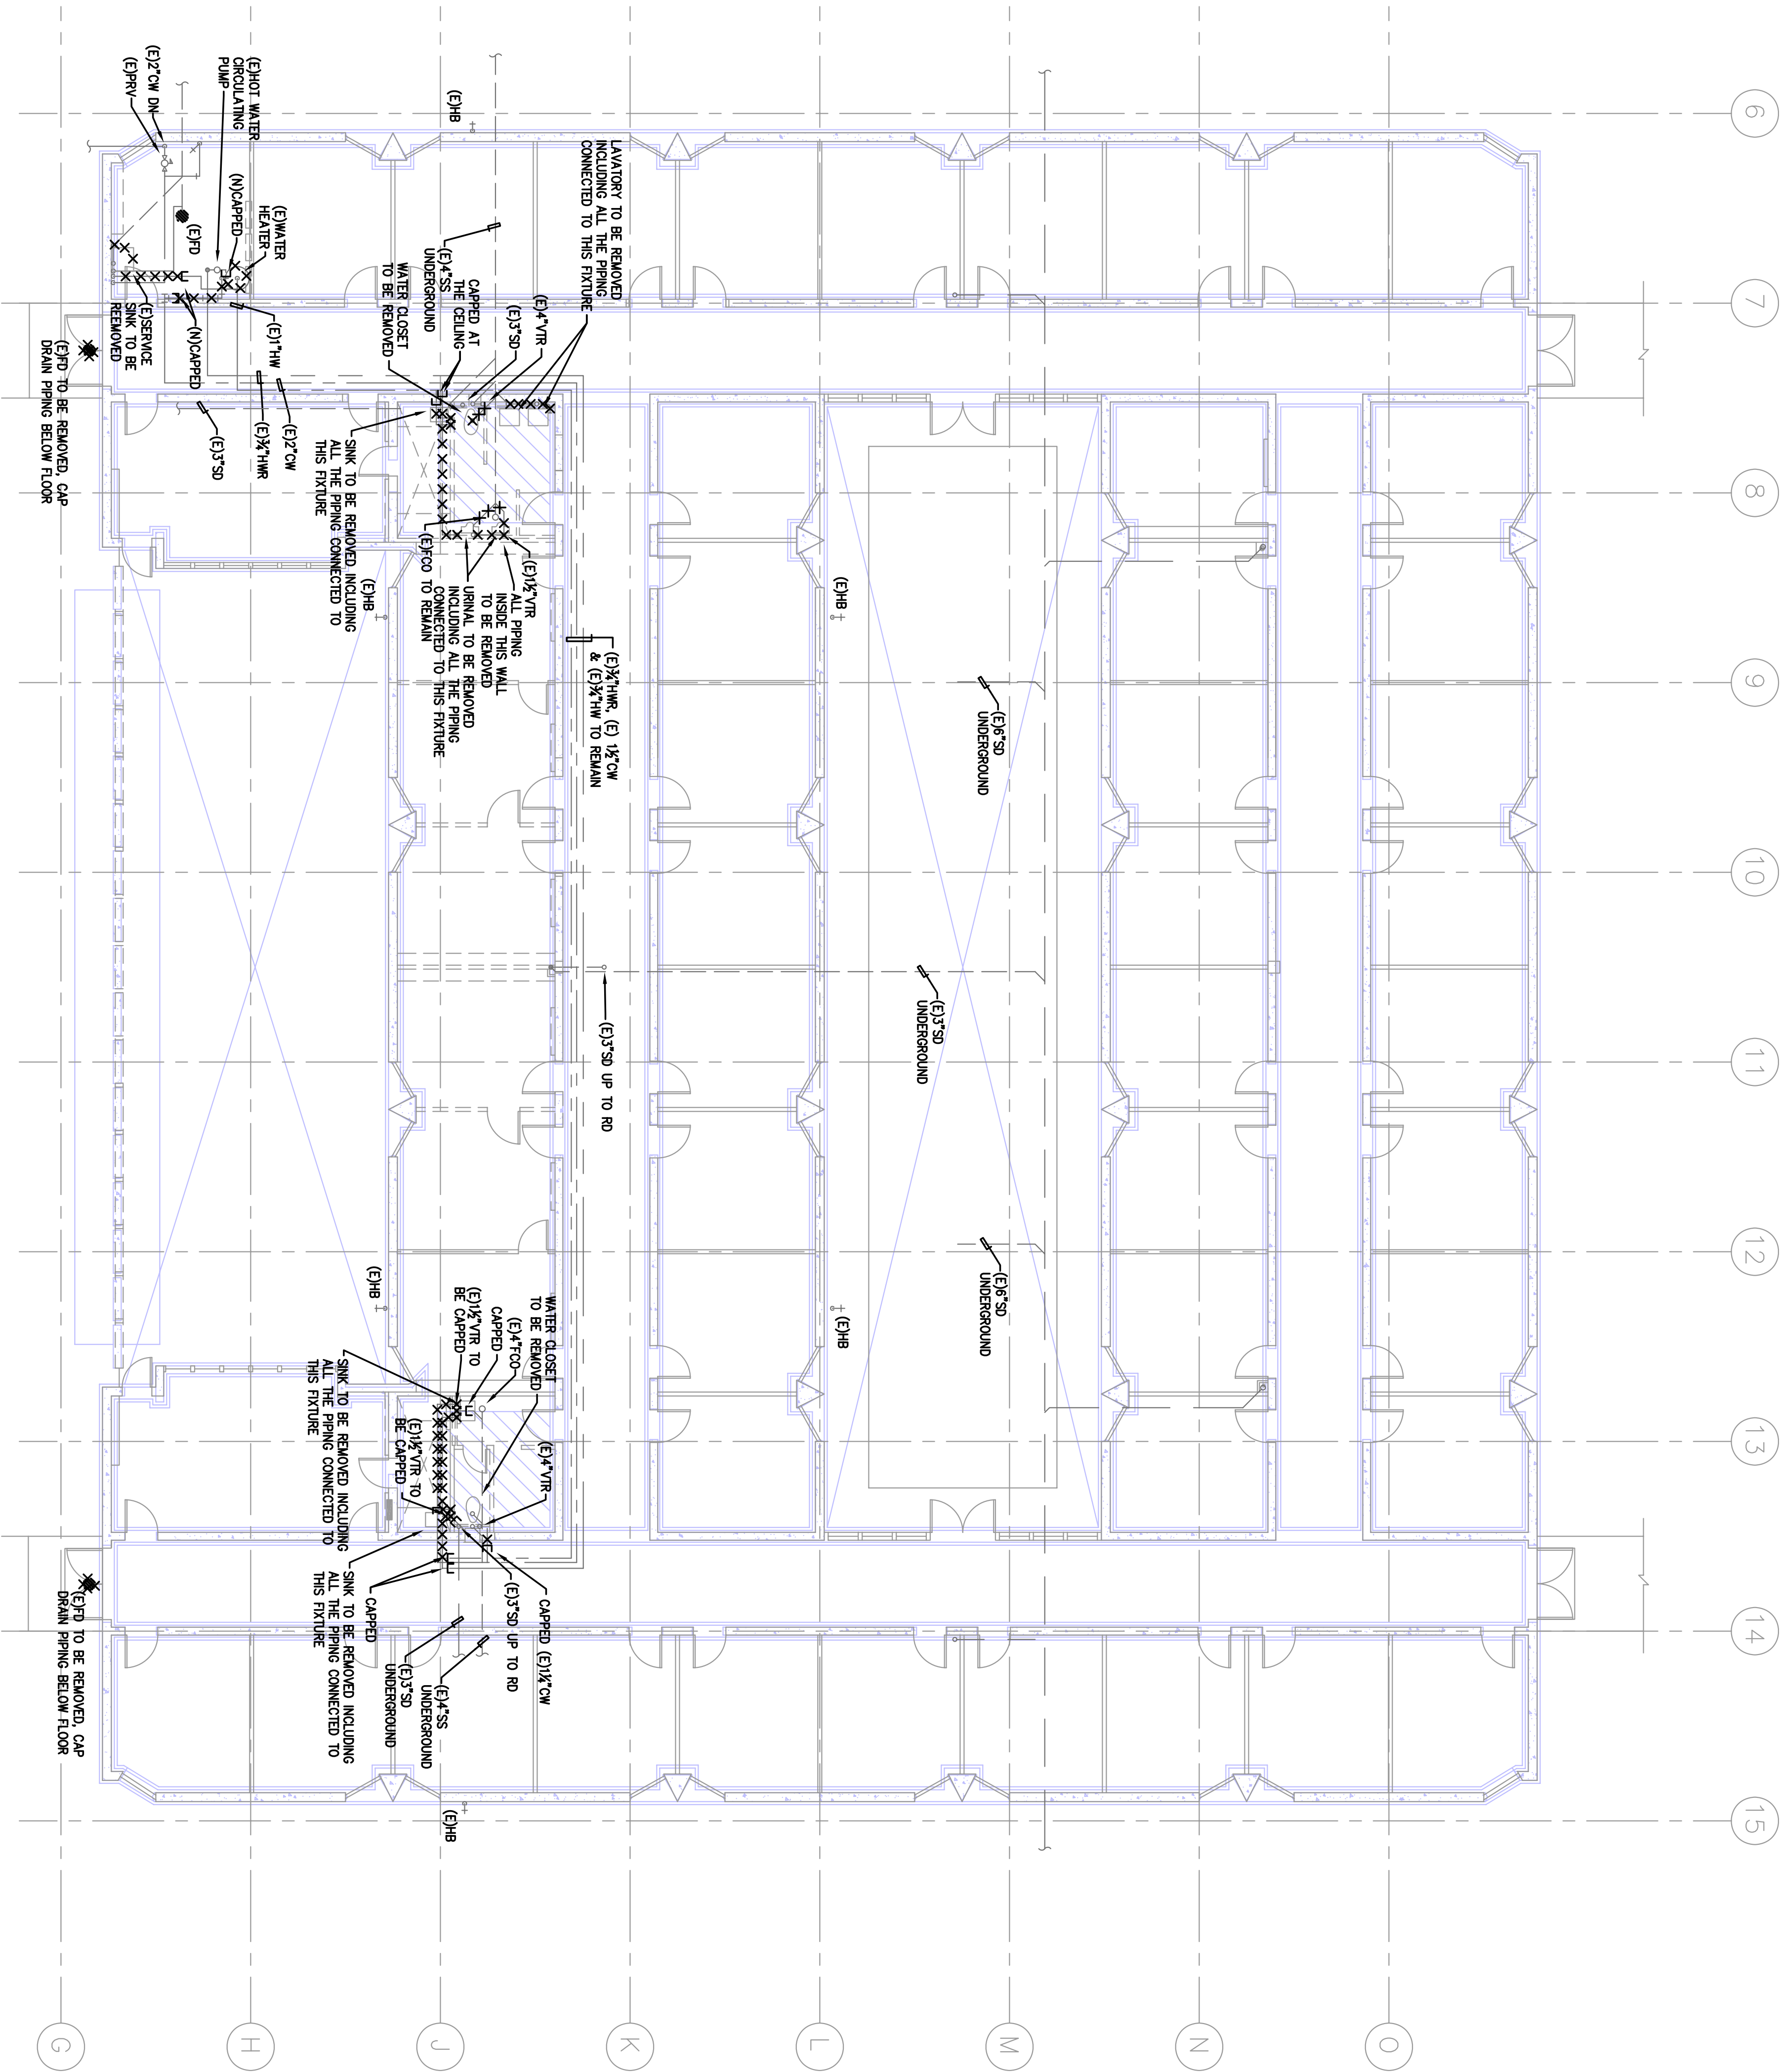 6
7
8
9
10
11
12
13
14
15
G
H
J
K
L
M
N
O
(E)HB
LAVATORY TO BE REMOVED
INCLUDING ALL THE PIPING
CONNECTED TO THIS FIXTURE
(E)HOT WATER
CIRCULATING
PUMP
(E)2"CW DN
(E)PRV
(N)CAPPED
(E)FD
(E)WATER
HEATER
(E)4"SS
UNDERGROUND
WATER CLOSET
TO BE REMOVED
CAPPED AT
THE CEILING
(E)3"SD
(E)4"VTR
(E)1"HW
(N)CAPPED
(E)SERVICE
SINK TO BE
REEMOVED
(E)FD TO BE REMOVED, CAP
DRAIN PIPING BELOW FLOOR
(E)2"CW
(E)¾"HWR
(E)3"SD
SINK TO BE REMOVED INCLUDING
ALL THE PIPING CONNECTED TO
THIS FIXTURE
(E)HB
(E)1½"VTR
ALL PIPING
INSIDE THIS WALL
TO BE REMOVED
URINAL TO BE REMOVED
INCLUDING ALL THE PIPING
CONNECTED TO THIS FIXTURE
(E)FCO TO REMAIN
(E)HB
(E)¾"HWR, (E) 1½"CW
& (E)¾"HW TO REMAIN
(E)6"SD
UNDERGROUND
(E)3"SD
UNDERGROUND
(E)3"SD UP TO RD
(E)6"SD
UNDERGROUND
(E)HB
(E)HB
WATER CLOSET
TO BE REMOVED
(E)4"FCO
CAPPED
(E)1½"VTR TO
BE CAPPED
SINK TO BE REMOVED INCLUDING
ALL THE PIPING CONNECTED TO
THIS FIXTURE
(E)1½"VTR TO
BE CAPPED
(E)4"VTR
CAPPED (E)1¼"CW
(E)3"SD UP TO RD
CAPPED
SINK TO BE REMOVED INCLUDING
ALL THE PIPING CONNECTED TO
THIS FIXTURE
(E)4"SS
UNDERGROUND
(E)3"SD
UNDERGROUND
(E)FD TO BE REMOVED, CAP
DRAIN PIPING BELOW FLOOR
(E)HB